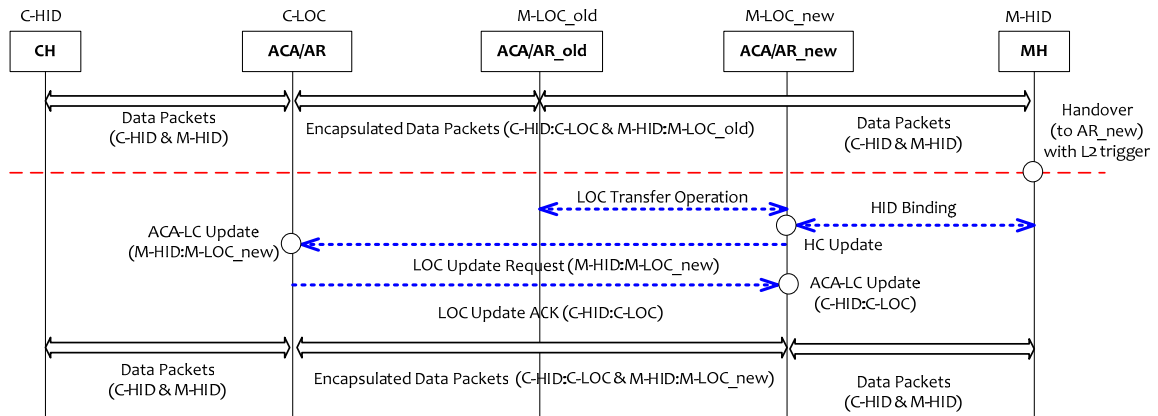 C-HID C-LOC M-LOC_old M-LOC_new M-HID
CH ACA/AR ACA/AR_old ACA/AR_new MH
Data Packets
(C-HID & M-HID)
Encapsulated Data Packets (C-HID:C-LOC & M-HID:M-LOC_old)
Data Packets
(C-HID & M-HID)
Handover
(to AR_new)
with L2 trigger
LOC Transfer Operation
HID Binding
ACA-LC Update
(M-HID:M-LOC_new)
HC Update
LOC Update Request (M-HID:M-LOC_new)
ACA-LC Update
(C-HID:C-LOC)
LOC Update ACK (C-HID:C-LOC)
Data Packets
(C-HID & M-HID)
Encapsulated Data Packets (C-HID:C-LOC & M-HID:M-LOC_new)
Data Packets
(C-HID & M-HID)